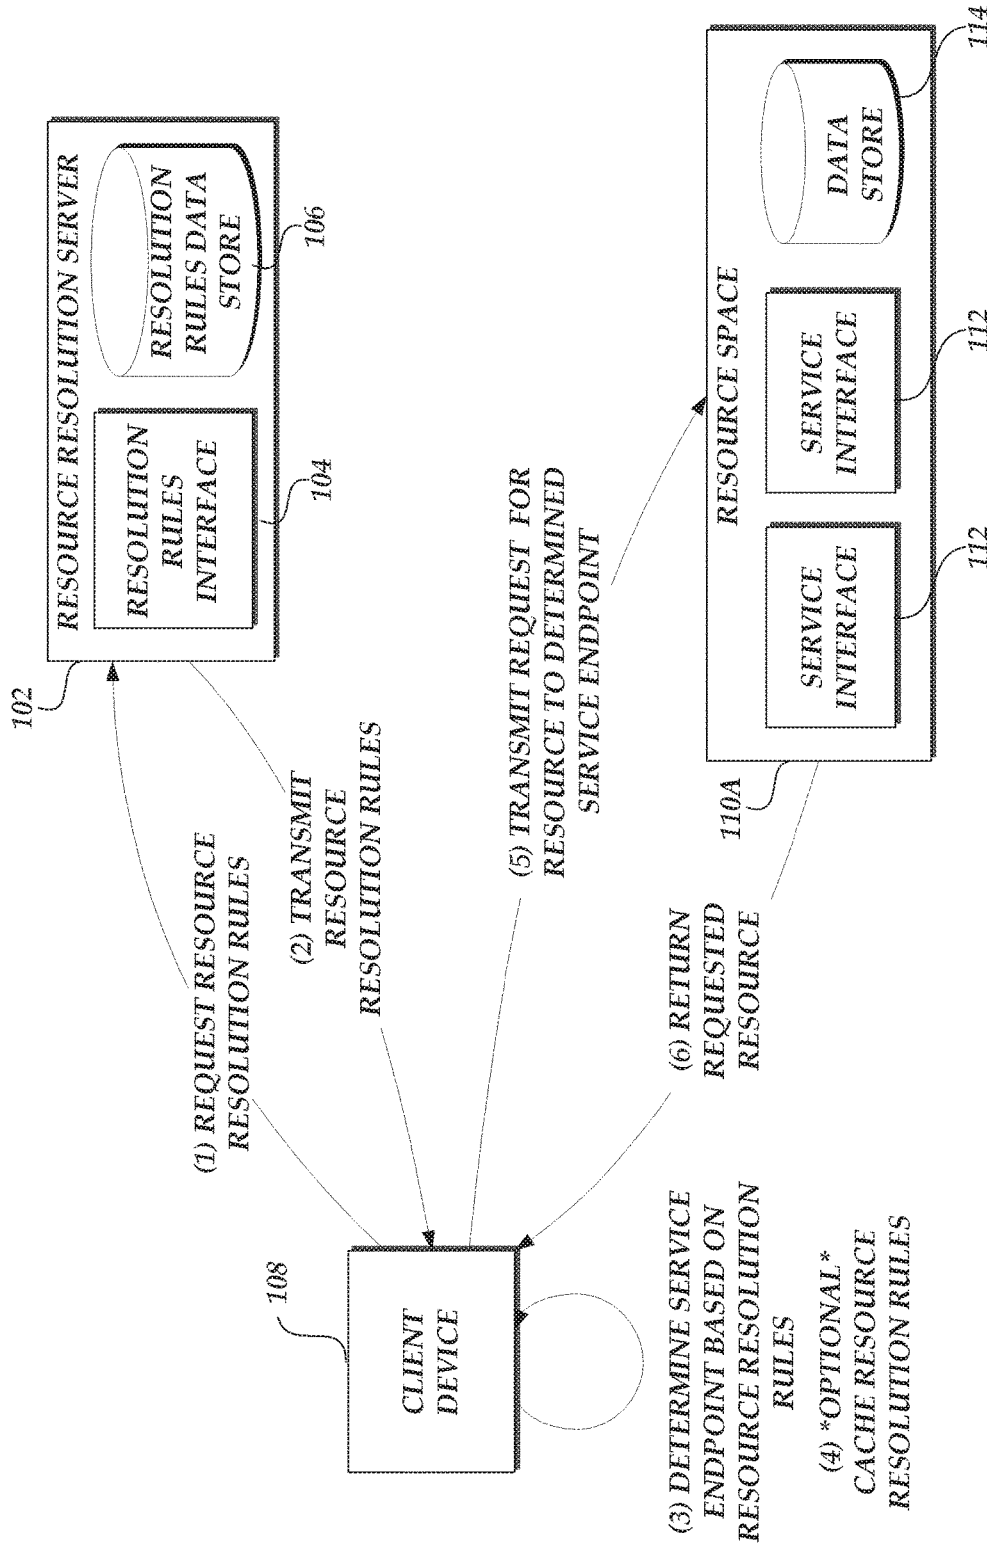 102
RESOURCE RESOLUTION SERVER
RESOLUTION
RULES
INTERFACE
104
RESOLUTION
RULES DATA
STORE
106
(1) REQUEST RESOURCE
RESOLUTION RULES
(2) TRANSMIT
RESOURCE
RESOLUTION RULES
108
CLIENT
DEVICE
(3) DETERMINE SERVICE
ENDPOINT BASED ON
RESOURCE RESOLUTION
RULES
(4) *OPTIONAL*
CACHE RESOURCE
RESOLUTION RULES
(5) TRANSMIT REQUEST FOR
RESOURCE TO DETERMINED
SERVICE ENDPOINT
(6) RETURN
REQUESTED
RESOURCE
110A
RESOURCE SPACE
SERVICE
INTERFACE
112
SERVICE
INTERFACE
112
DATA
STORE
114